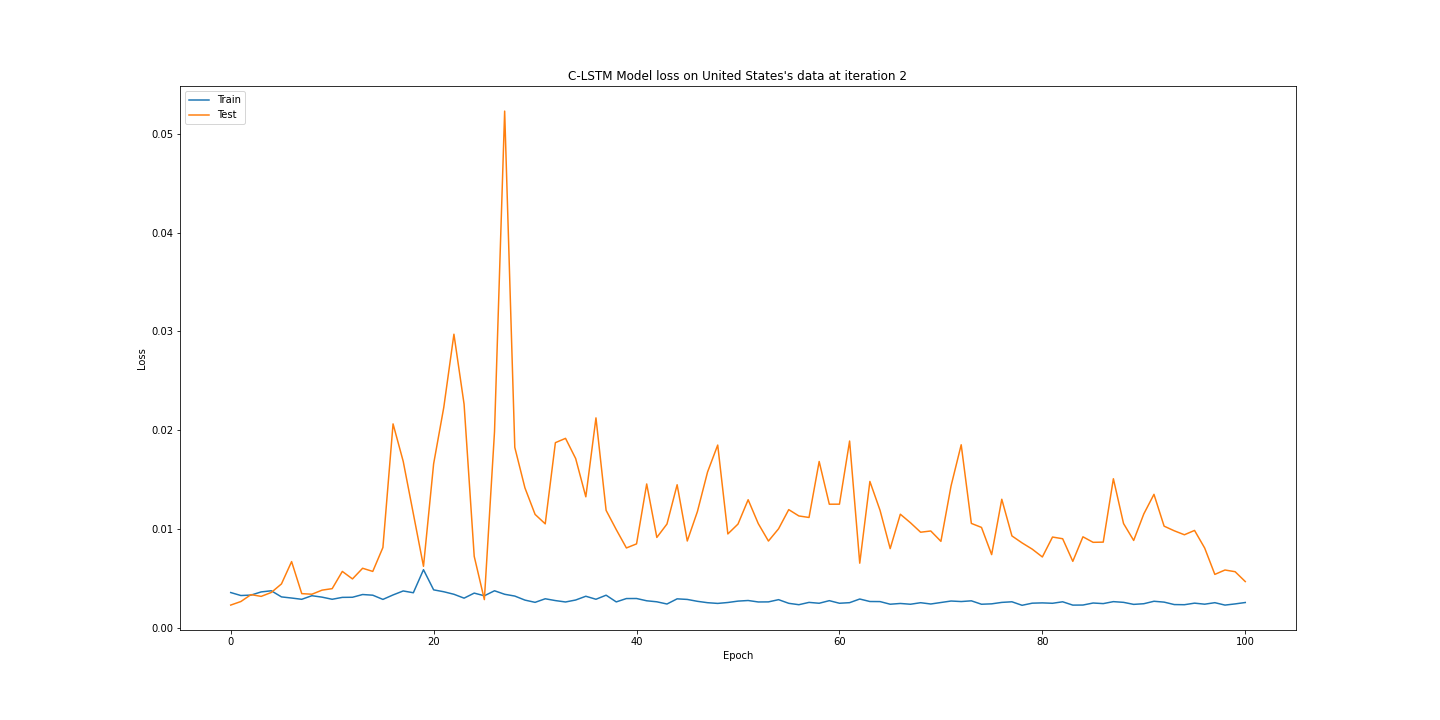 C-LSTM Model loss on United States's data at iteration 2
Train
Test
0.05
0.04
0.03
0.02
0.01
0.00
Loss
0 20 40 60 80 100
Epoch